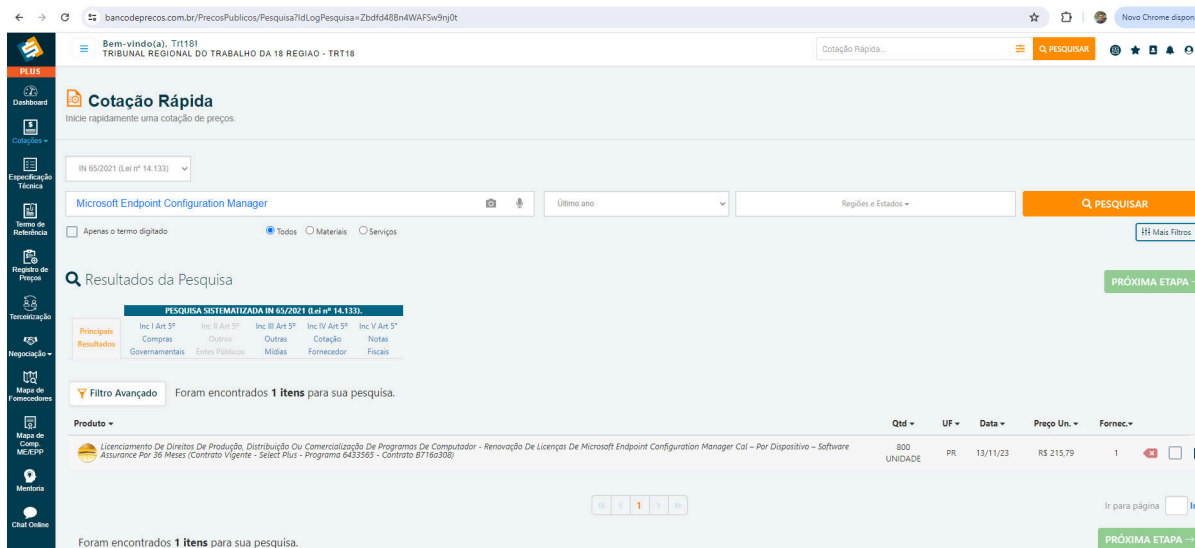 bancodeprecos.com.br/PrecosPublicos/Pesquisa?IdLogPesquisa=Zbdfd48Bn4WAFSw9nj0t
Novo Chrome dispon
Bem-vindo(a), Trt18!
TRIBUNAL REGIONAL DO TRABALHO DA 18 REGIAO - TRT18
Cotação Rápida...
PESQUISAR
PLUS
Dashboard
Cotações
Especificação
Técnica
Termo de
Referência
Registro de
Preços
Terceirização
Negociação
Mapa de
Fornecedores
Mapa de
Comp.
ME/EPP
Mentoria
Chat Online
Cotação Rápida
Inicie rapidamente uma cotação de preços.
IN 65/2021 (Lei nº 14.133)
Microsoft Endpoint Configuration Manager
Último ano
Regiões e Estados
PESQUISAR
Apenas o termo digitado
Todos
Materiais
Serviços
Mais Filtros
Resultados da Pesquisa
PRÓXIMA ETAPA
PESQUISA SISTEMATIZADA IN 65/2021 (Lei nº 14.133).
Principais
Resultados
Inc I Art 5º
Compras
Governamentais
Inc II Art 5º
Outros
Entes Públicos
Inc III Art 5º
Outras
Mídias
Inc IV Art 5º
Cotação
Fornecedor
Inc V Art 5º
Notas
Fiscais
Filtro Avançado
Foram encontrados 1 itens para sua pesquisa.
Produto
Qtd
UF
Data
Preço Un.
Fornec.
Licenciamento De Direitos De Produção, Distribuição Ou Comercialização De Programas De Computador - Renovação De Licenças De Microsoft Endpoint Configuration Manager Cal – Por Dispositivo – Software
Assurance Por 36 Meses (Contrato Vigente - Select Plus - Programa 6433565 - Contrato B716a308)
800
UNIDADE
PR
13/11/23
R$ 215,79
1
1
Ir para página
Foram encontrados 1 itens para sua pesquisa.
PRÓXIMA ETAPA